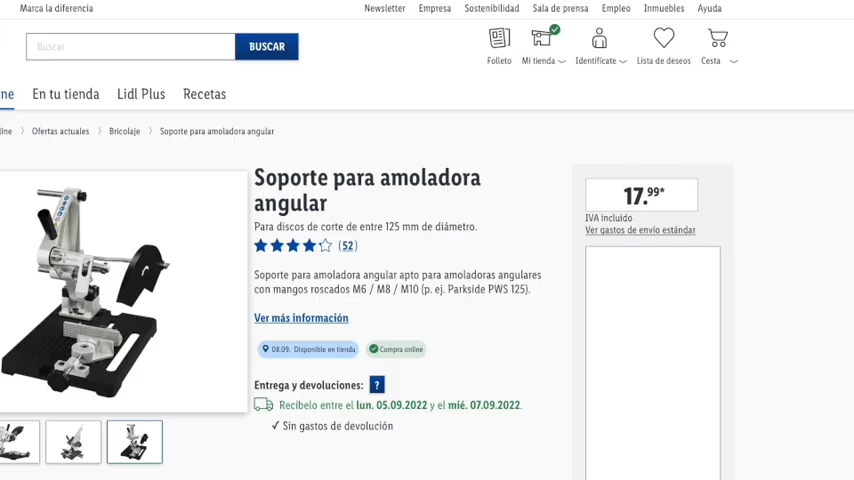 Marca la diferencia
Newsletter Empresa Sostenibilidad Sala de prensa Empleo Inmuebles Ayuda
Buscar BUSCAR
Folleto Mi tienda Identifícate Lista de deseos Cesta
ne En tu tienda Lidl Plus Recetas
line Ofertas actuales Bricolaje Soporte para amoladora angular
Soporte para amoladora
angular
Para discos de corte de entre 125 mm de diámetro.
(52)
Soporte para amoladora angular apto para amoladoras angulares
con mangos roscados M6 / M8 / M10 (p. ej. Parkside PWS 125).
Ver más información
08.09. Disponible en tienda Compra online
Entrega y devoluciones: ?
Recíbelo entre el lun. 05.09.2022 y el mié. 07.09.2022.
✓ Sin gastos de devolución
17.99*
IVA incluido
Ver gastos de envío estándar